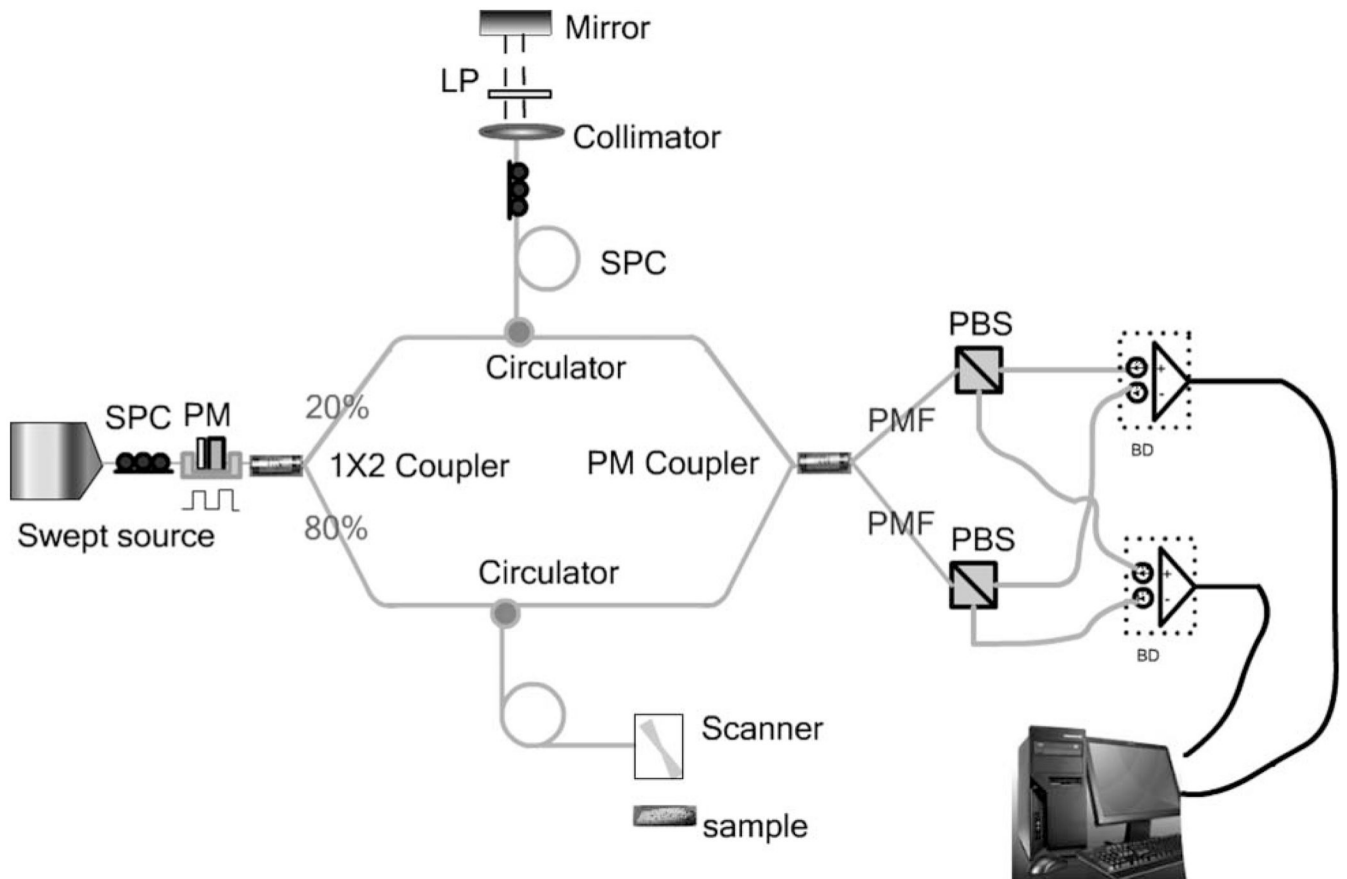 Mirror
LP
Collimator
SPC
Circulator
PBS
+
-
BD
20%
SPC PM
1X2 Coupler
PM Coupler
PMF
Swept source
80%
PMF
PBS
Circulator
+
-
BD
Scanner
sample